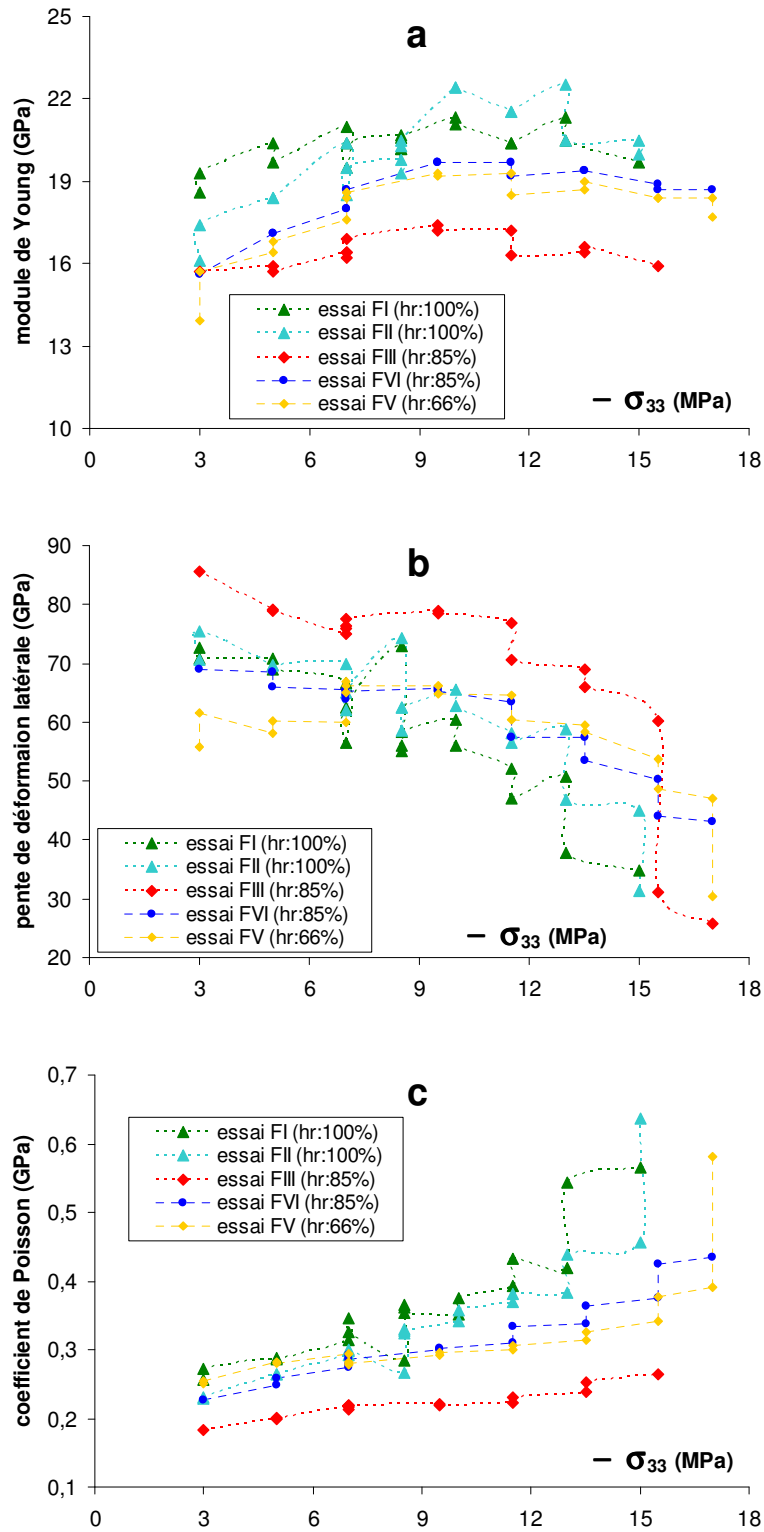 a
module de Young (GPa)
25
22
19
16
13
10
essai FI (hr:100%)
essai FII (hr:100%)
essai FIII (hr:85%)
essai FVI (hr:85%)
essai FV (hr:66%)
– σ33 (MPa)
0 3 6 9 12 15 18
b
pente de déformaion latérale (GPa)
90
80
70
60
50
40
30
20
essai FI (hr:100%)
essai FII (hr:100%)
essai FIII (hr:85%)
essai FVI (hr:85%)
essai FV (hr:66%)
– σ33 (MPa)
0 3 6 9 12 15 18
c
coefficient de Poisson (GPa)
0,7
0,6
0,5
0,4
0,3
0,2
0,1
essai FI (hr:100%)
essai FII (hr:100%)
essai FIII (hr:85%)
essai FVI (hr:85%)
essai FV (hr:66%)
– σ33 (MPa)
0 3 6 9 12 15 18